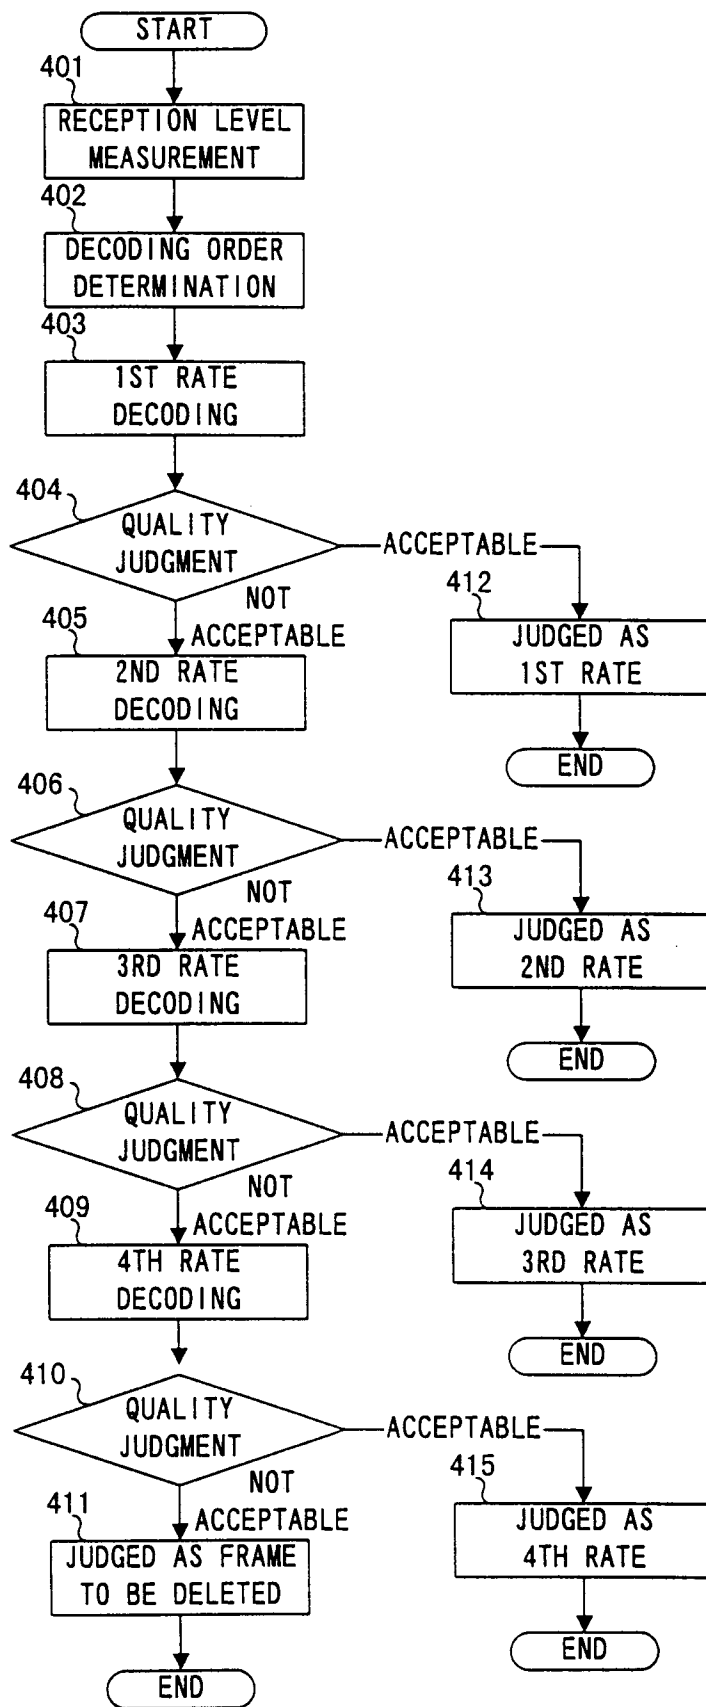 START
401
RECEPTION LEVEL
MEASUREMENT
402
DECODING ORDER
DETERMINATION
403
1ST RATE
DECODING
404
QUALITY
JUDGMENT
ACCEPTABLE
NOT
ACCEPTABLE
412
JUDGED AS
1ST RATE
END
405
2ND RATE
DECODING
406
QUALITY
JUDGMENT
ACCEPTABLE
NOT
ACCEPTABLE
413
JUDGED AS
2ND RATE
END
407
3RD RATE
DECODING
408
QUALITY
JUDGMENT
ACCEPTABLE
NOT
ACCEPTABLE
414
JUDGED AS
3RD RATE
END
409
4TH RATE
DECODING
410
QUALITY
JUDGMENT
ACCEPTABLE
NOT
ACCEPTABLE
415
JUDGED AS
4TH RATE
END
411
JUDGED AS FRAME
TO BE DELETED
END